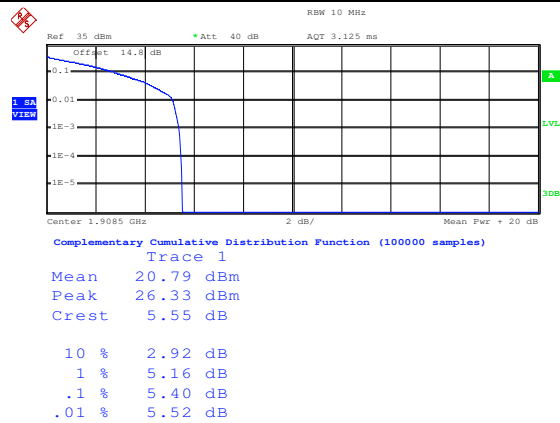 RBW 10 MHz
Ref 35 dBm * Att 40 dB AQT 3.125 ms
Offset 14.8 dB
0.1
A
0.01
1 SA
VIEW
1E-3
LVL
1E-4
1E-5
3DB
Center 1.9085 GHz 2 dB/ Mean Pwr + 20 dB
Complementary Cumulative Distribution Function (100000 samples)
Trace 1
Mean 20.79 dBm
Peak 26.33 dBm
Crest 5.55 dB
10 % 2.92 dB
1 % 5.16 dB
.1 % 5.40 dB
.01 % 5.52 dB